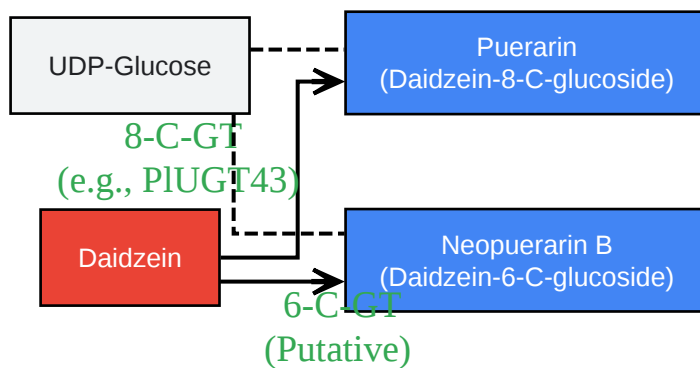 UDP-Glucose
Puerarin
(Daidzein-8-C-glucoside)
8-C-GT
(e.g., PlUGT43)
Daidzein
Neopuerarin B
(Daidzein-6-C-glucoside)
6-C-GT
(Putative)